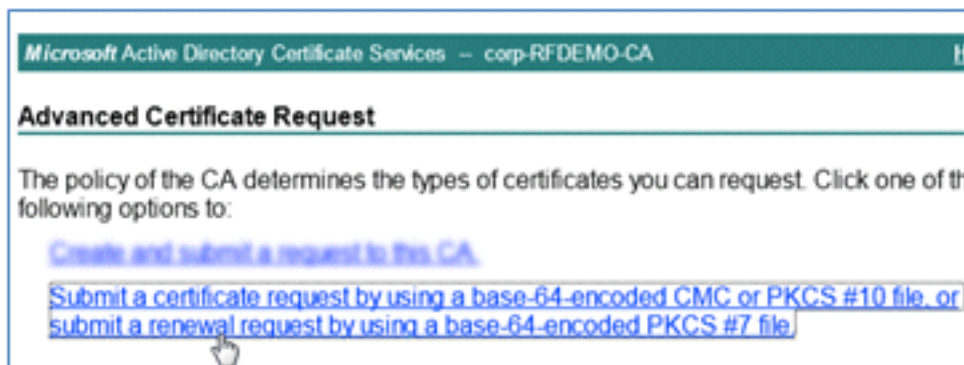 Microsoft Active Directory Certificate Services -- corp-RFDEMO-CA
Advanced Certificate Request
The policy of the CA determines the types of certificates you can request. Click one of th
following options to:
Create and submit a request to this CA.
Submit a certificate request by using a base-64-encoded CMC or PKCS #10 file, or
submit a renewal request by using a base-64-encoded PKCS #7 file.